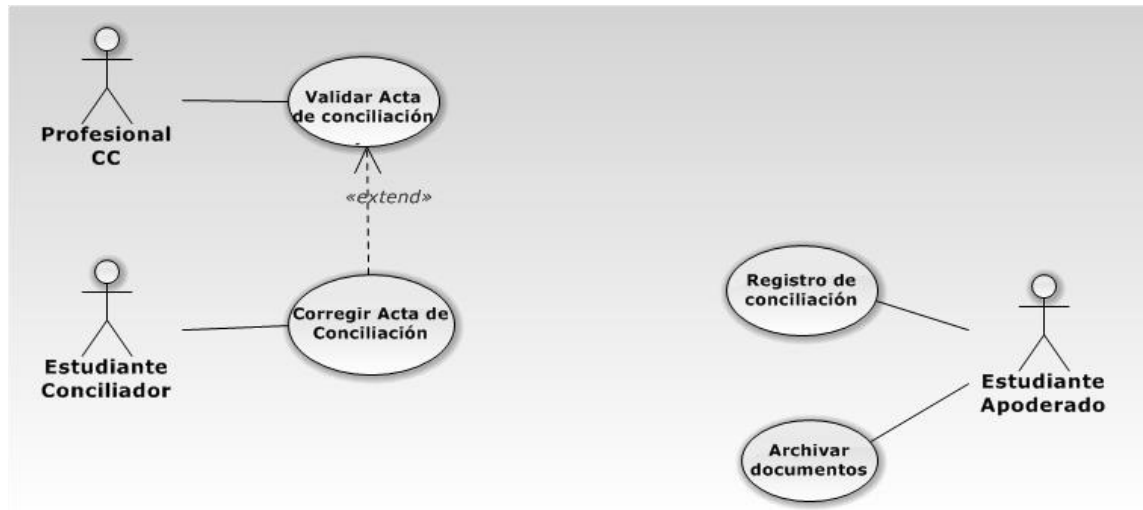 Profesional
CC
Validar Acta
de conciliación
«extend»
Estudiante
Conciliador
Corregir Acta de
Conciliación
Registro de
conciliación
Estudiante
Apoderado
Archivar
documentos